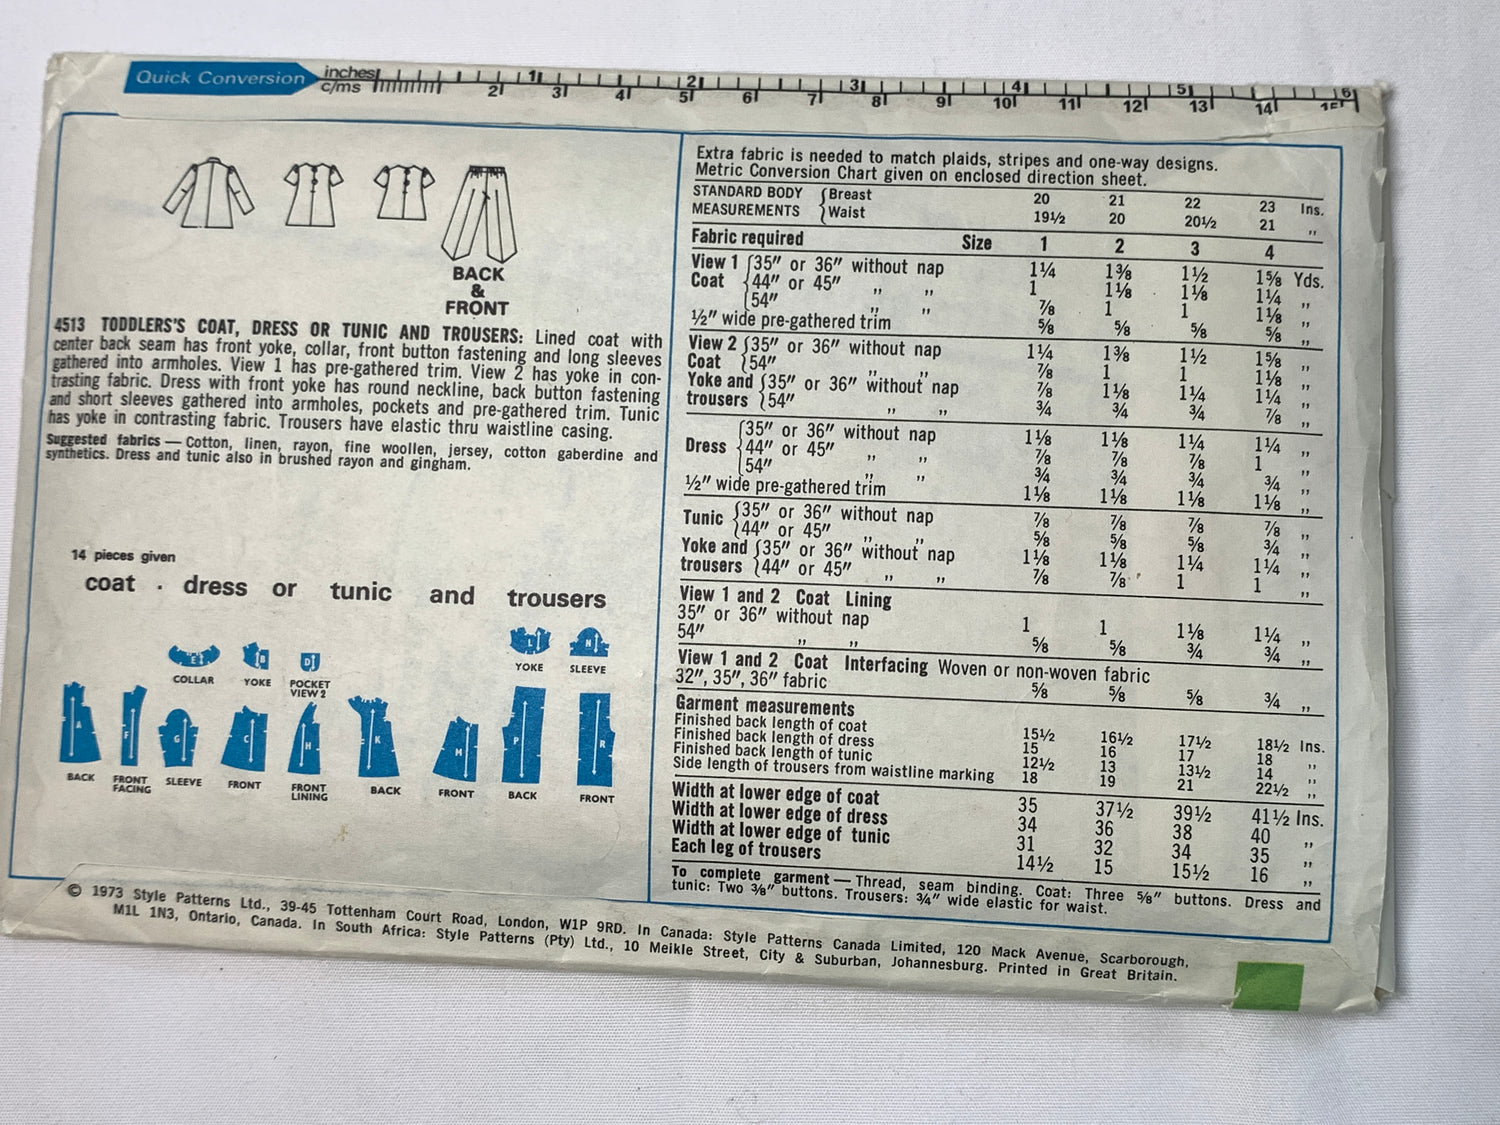 Quick Conversion
inches 1 2 3 4 5 6
c/ms 2 3 4 5 6 7 8 9 10 11 12 13 14 15
BACK
&
FRONT
4513 TODDLERS'S COAT, DRESS OR TUNIC AND TROUSERS: Lined coat with
center back seam has front yoke, collar, front button fastening and long sleeves
gathered into armholes. View 1 has pre-gathered trim. View 2 has yoke in con-
trasting fabric. Dress with front yoke has round neckline, back button fastening
and short sleeves gathered into armholes, pockets and pre-gathered trim. Tunic
has yoke in contrasting fabric. Trousers have elastic thru waistline casing.
Suggested fabrics — Cotton, linen, rayon, fine woollen, jersey, cotton gaberdine and
synthetics. Dress and tunic also in brushed rayon and gingham.
14 pieces given
coat . dress or tunic and trousers
E B D L N
COLLAR YOKE POCKET VIEW 2 YOKE SLEEVE
A F G C H K M P R
BACK FRONT FACING SLEEVE FRONT FRONT LINING BACK FRONT BACK FRONT
Extra fabric is needed to match plaids, stripes and one-way designs.
Metric Conversion Chart given on enclosed direction sheet.
STANDARD BODY Breast 20 21 22 23 Ins.
MEASUREMENTS Waist 19½ 20 20½ 21 ,,
Fabric required Size 1 2 3 4
View 1 35" or 36" without nap 1¼ 1⅜ 1½ 1⅝ Yds.
Coat 44" or 45" ,, ,, 1 1⅛ 1⅛ 1¼ ,,
54" ,, ,, ⅞ 1 1 1⅛ ,,
½" wide pre-gathered trim ⅝ ⅝ ⅝ ⅝ ,,
View 2 35" or 36" without nap 1¼ 1⅜ 1½ 1⅝ ,,
Coat 54" ,, ,, ⅞ 1 1 1⅛ ,,
Yoke and 35" or 36" without nap ⅞ 1⅛ 1¼ 1¼ ,,
trousers 54" ,, ,, ¾ ¾ ¾ ⅞ ,,
35" or 36" without nap 1⅛ 1⅛ 1¼ 1¼ ,,
Dress 44" or 45" ,, ,, ⅞ ⅞ ⅞ 1 ,,
54" ,, ,, ¾ ¾ ¾ ¾ ,,
½" wide pre-gathered trim 1⅛ 1⅛ 1⅛ 1⅛ ,,
Tunic 35" or 36" without nap ⅞ ⅞ ⅞ ⅞ ,,
44" or 45" ,, ,, ⅝ ⅝ ⅝ ¾ ,,
Yoke and 35" or 36" without nap 1⅛ 1⅛ 1¼ 1¼ ,,
trousers 44" or 45" ,, ,, ⅞ ⅞ 1 1 ,,
View 1 and 2 Coat Lining
35" or 36" without nap 1 1 1⅛ 1¼ ,,
54" ,, ,, ⅝ ⅝ ¾ ¾ ,,
View 1 and 2 Coat Interfacing Woven or non-woven fabric
32", 35", 36" fabric ⅝ ⅝ ⅝ ¾ ,,
Garment measurements
Finished back length of coat 15½ 16½ 17½ 18½ Ins.
Finished back length of dress 15 16 17 18 ,,
Finished back length of tunic 12½ 13 13½ 14 ,,
Side length of trousers from waistline marking 18 19 21 22½ ,,
Width at lower edge of coat 35 37½ 39½ 41½ Ins.
Width at lower edge of dress 34 36 38 40 ,,
Width at lower edge of tunic 31 32 34 35 ,,
Each leg of trousers 14½ 15 15½ 16 ,,
To complete garment — Thread, seam binding. Coat: Three ⅝" buttons. Dress and
tunic: Two ⅜" buttons. Trousers: ¾" wide elastic for waist.
© 1973 Style Patterns Ltd., 39-45 Tottenham Court Road, London, W1P 9RD. In Canada: Style Patterns Canada Limited, 120 Mack Avenue, Scarborough,
M1L 1N3, Ontario, Canada. In South Africa: Style Patterns (Pty) Ltd., 10 Meikle Street, City & Suburban, Johannesburg. Printed in Great Britain.